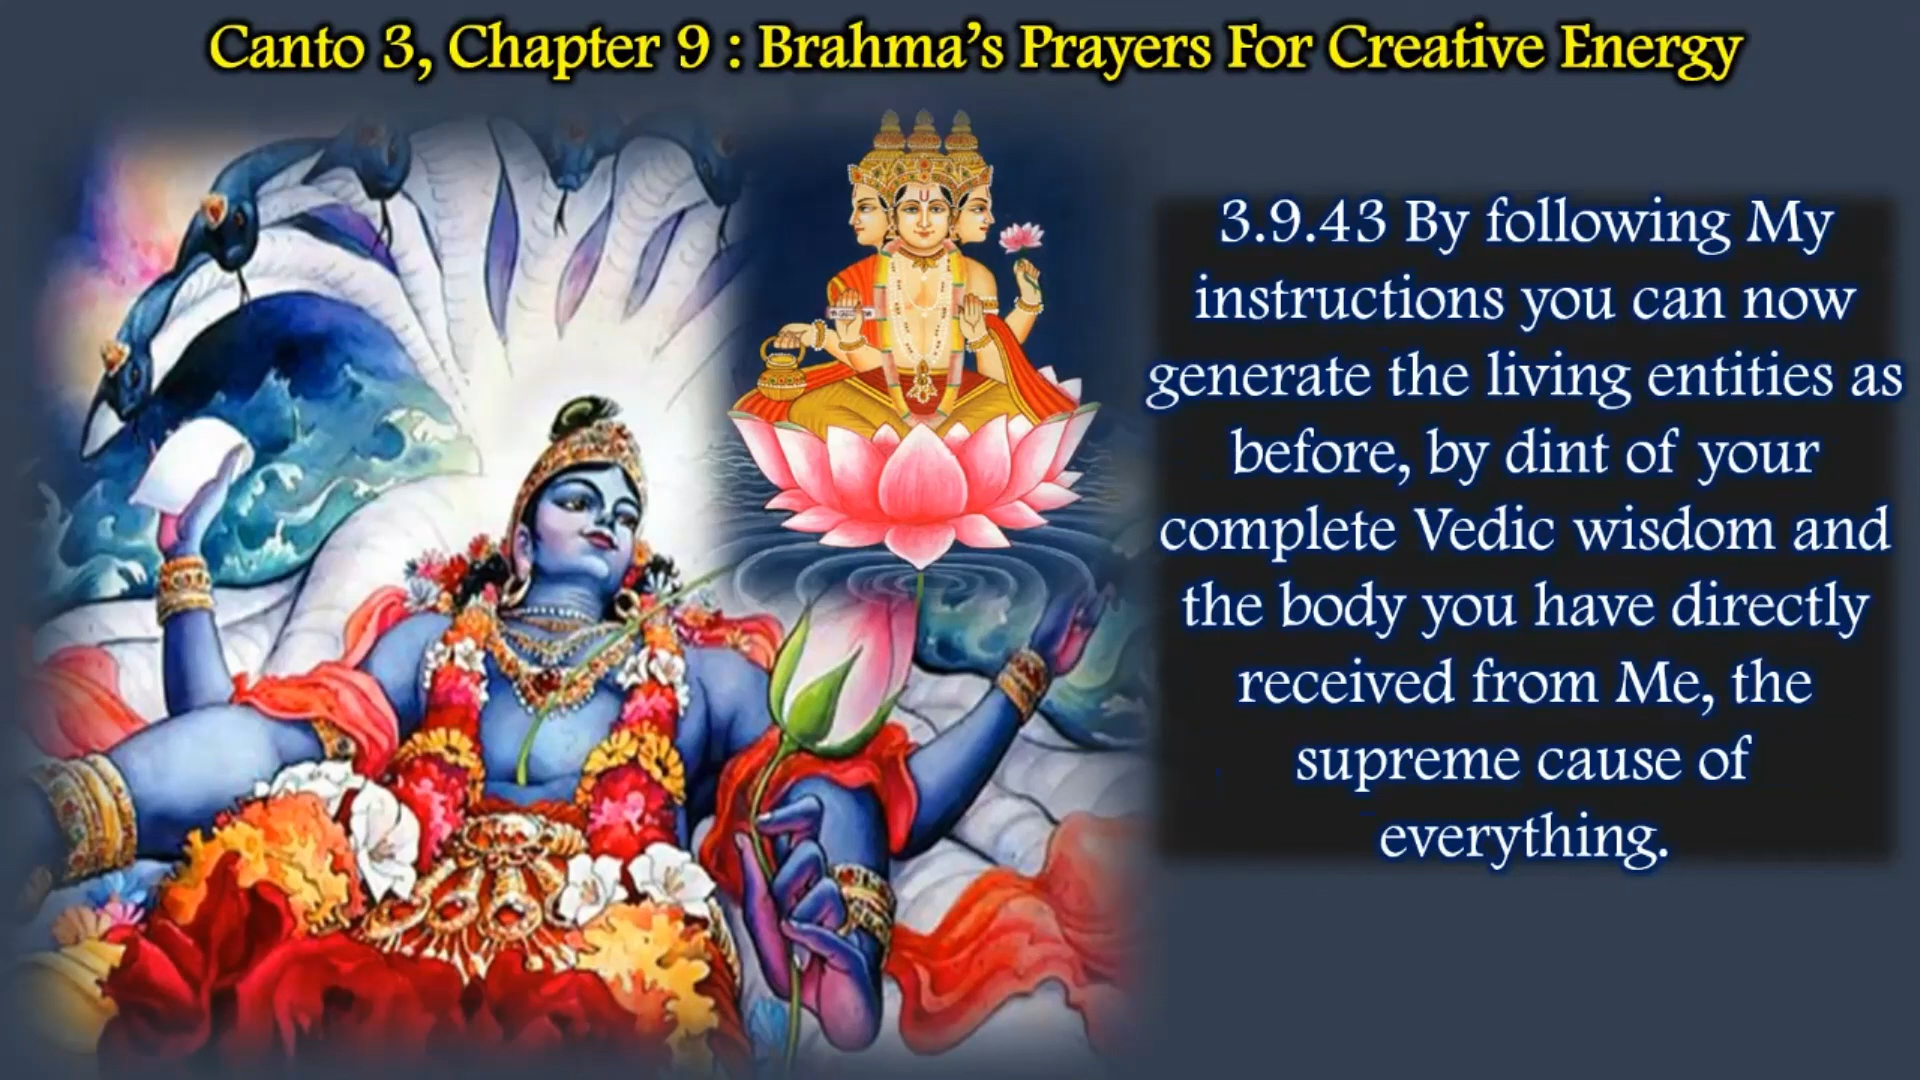 Canto 3, Chapter 9 : Brahma’s Prayers For Creative Energy
3.9.43 By following My
instructions you can now
generate the living entities as
before, by dint of your
complete Vedic wisdom and
the body you have directly
received from Me, the
supreme cause of
everything.